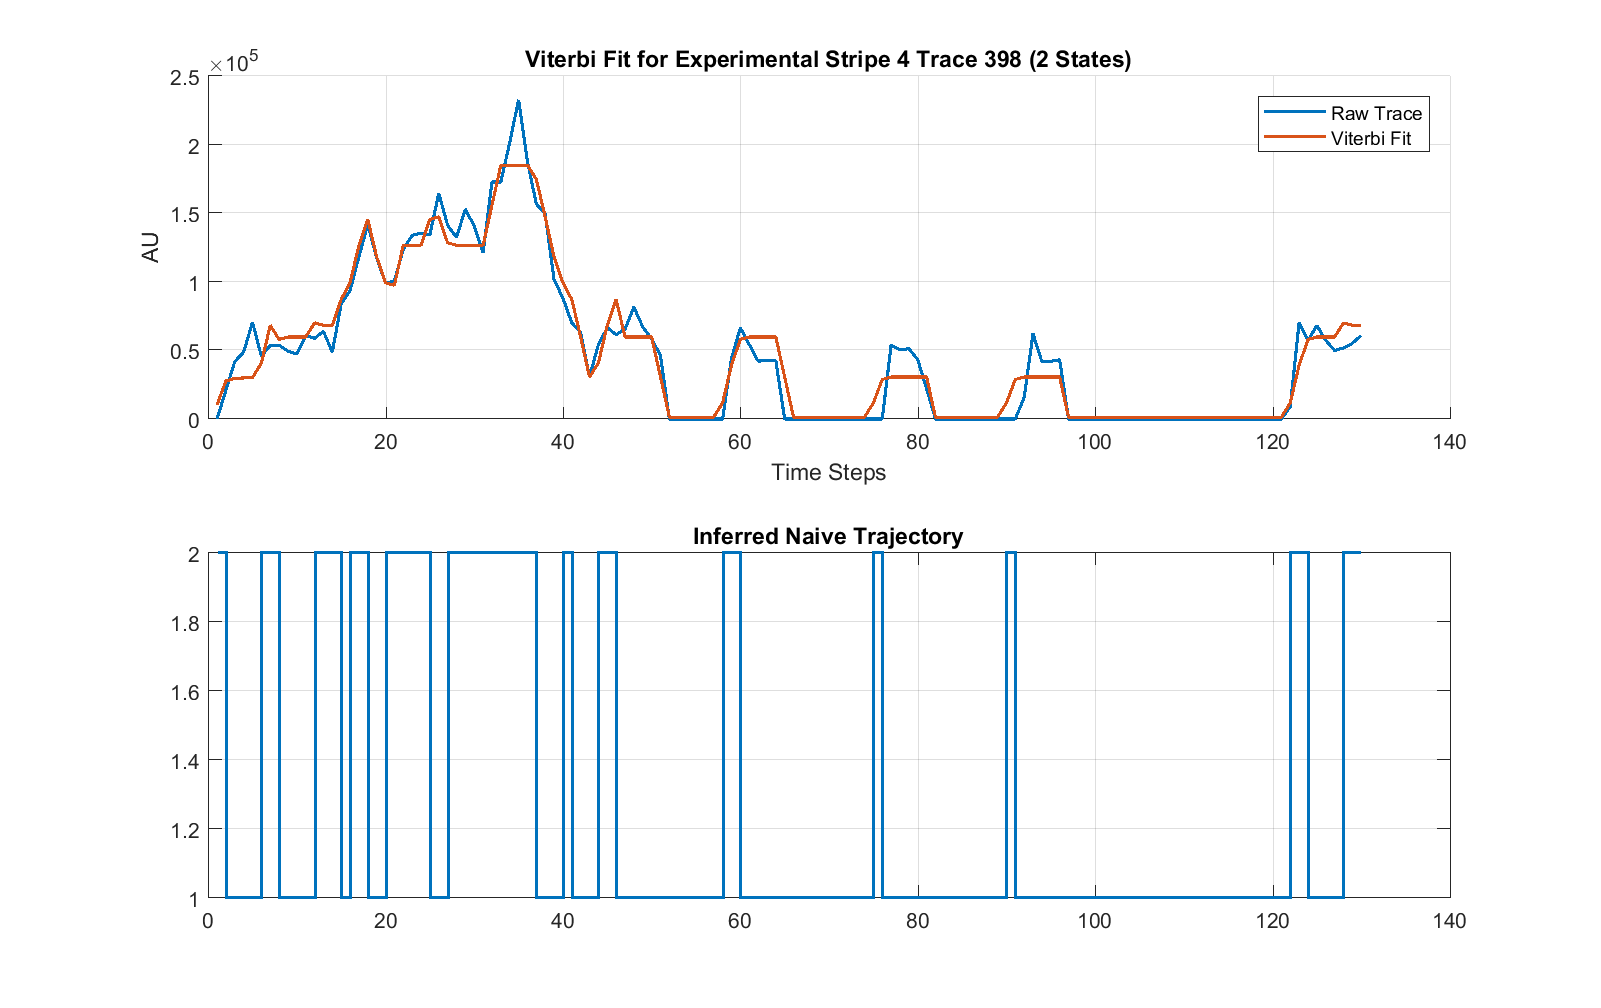 Viterbi Fit for Experimental Stripe 4 Trace 398 (2 States)
×10^5
2.5
2
1.5
1
0.5
0
AU
Raw Trace
Viterbi Fit
0 20 40 60 80 100 120 140
Time Steps
Inferred Naive Trajectory
2
1.8
1.6
1.4
1.2
1
0 20 40 60 80 100 120 140